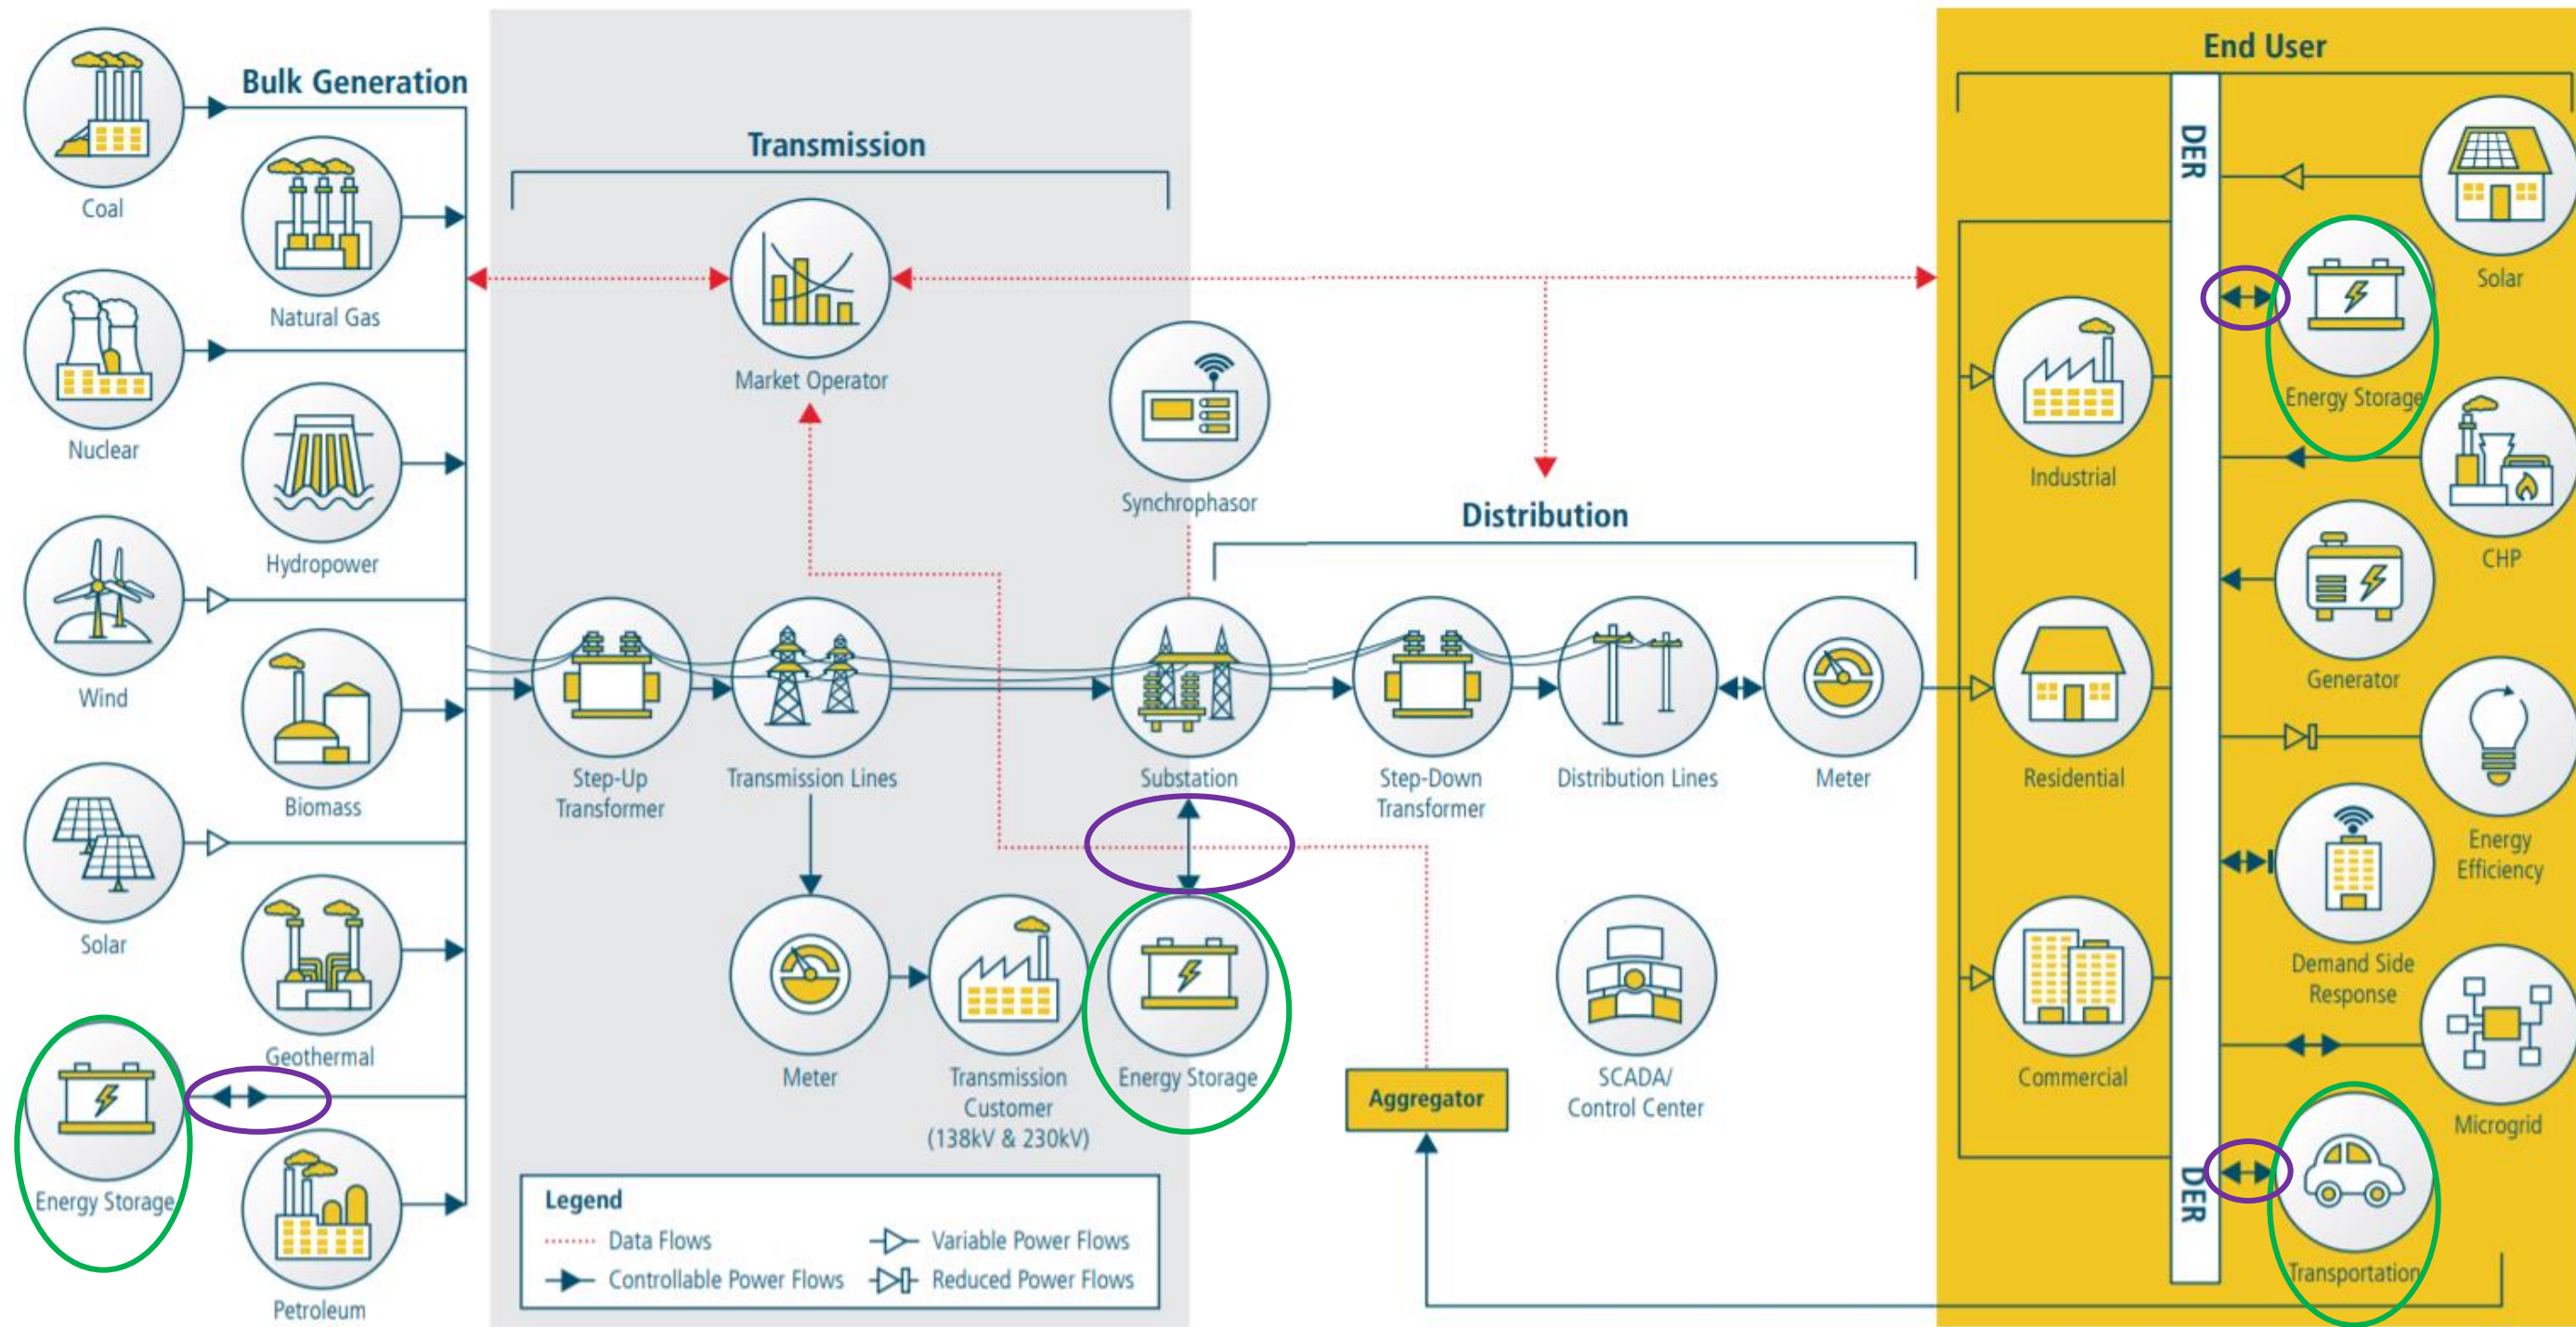 Bulk Generation
Coal
Natural Gas
Nuclear
Hydropower
Wind
Biomass
Solar
Geothermal
Energy Storage
Petroleum
Transmission
Market Operator
Synchrophasor
Step-Up
Transformer
Transmission Lines
Substation
Meter
Transmission
Customer
(138kV & 230kV)
Energy Storage
Legend
Data Flows
Variable Power Flows
Controllable Power Flows
Reduced Power Flows
Distribution
Step-Down
Transformer
Distribution Lines
Meter
Aggregator
SCADA/
Control Center
End User
Industrial
Residential
Commercial
DER
DER
Solar
Energy Storage
CHP
Generator
Energy
Efficiency
Demand Side
Response
Microgrid
Transportation